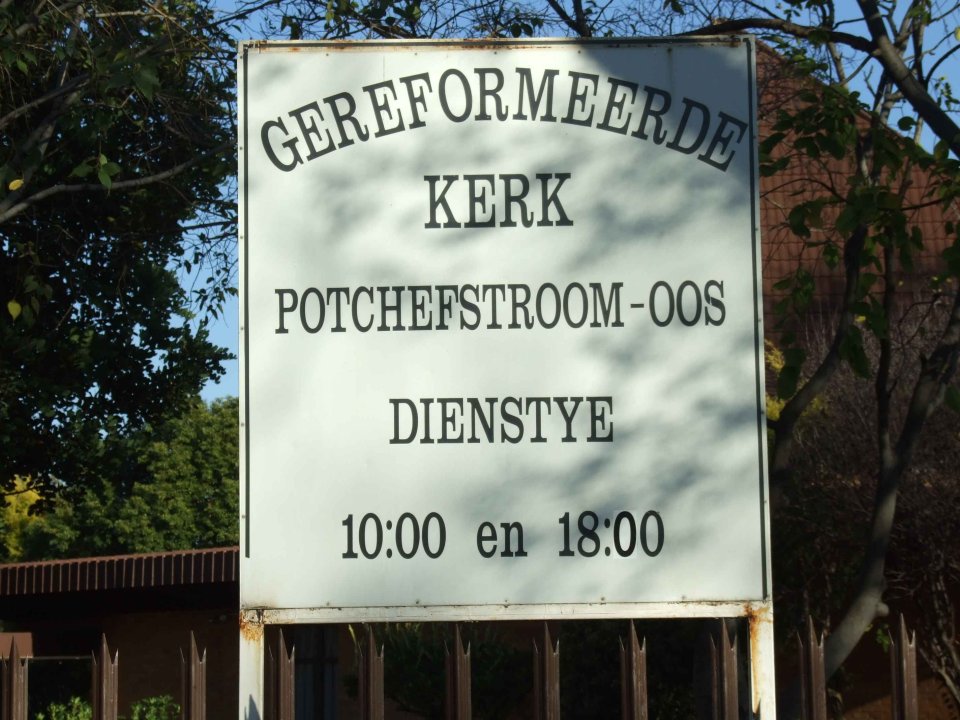 GEREFORMEERDE
KERK
POTCHEFSTROOM-OOS
DIENSTYE
10:00 en 18:00